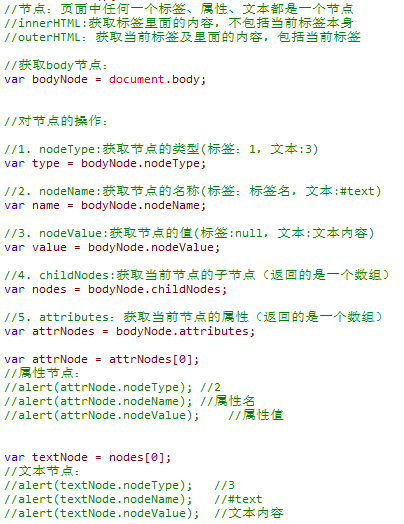 //节点：页面中任何一个标签、属性、文本都是一个节点
//innerHTML:获取标签里面的内容，不包括当前标签本身
//outerHTML: 获取当前标签及里面的内容，包括当前标签
//获取body节点：
var bodyNode = document.body;
//对节点的操作：
//1. nodeType:获取节点的类型(标签：1，文本:3)
var type = bodyNode.nodeType;
//2. nodeName:获取节点的名称(标签：标签名，文本:#text)
var name = bodyNode.nodeName;
//3. nodeValue:获取节点的值(标签:null，文本:文本内容)
var value = bodyNode.nodeValue;
//4. childNodes:获取当前节点的子节点（返回的是一个数组）
var nodes = bodyNode.childNodes;
//5. attributes: 获取当前节点的属性（返回的是一个数组）
var attrNodes = bodyNode.attributes;
var attrNode = attrNodes[0];
//属性节点：
//alert(attrNode.nodeType); //2
//alert(attrNode.nodeName); //属性名
//alert(attrNode.nodeValue); //属性值
var textNode = nodes[0];
//文本节点：
//alert(textNode.nodeType); //3
//alert(textNode.nodeName); //#text
//alert(textNode.nodeValue); //文本内容